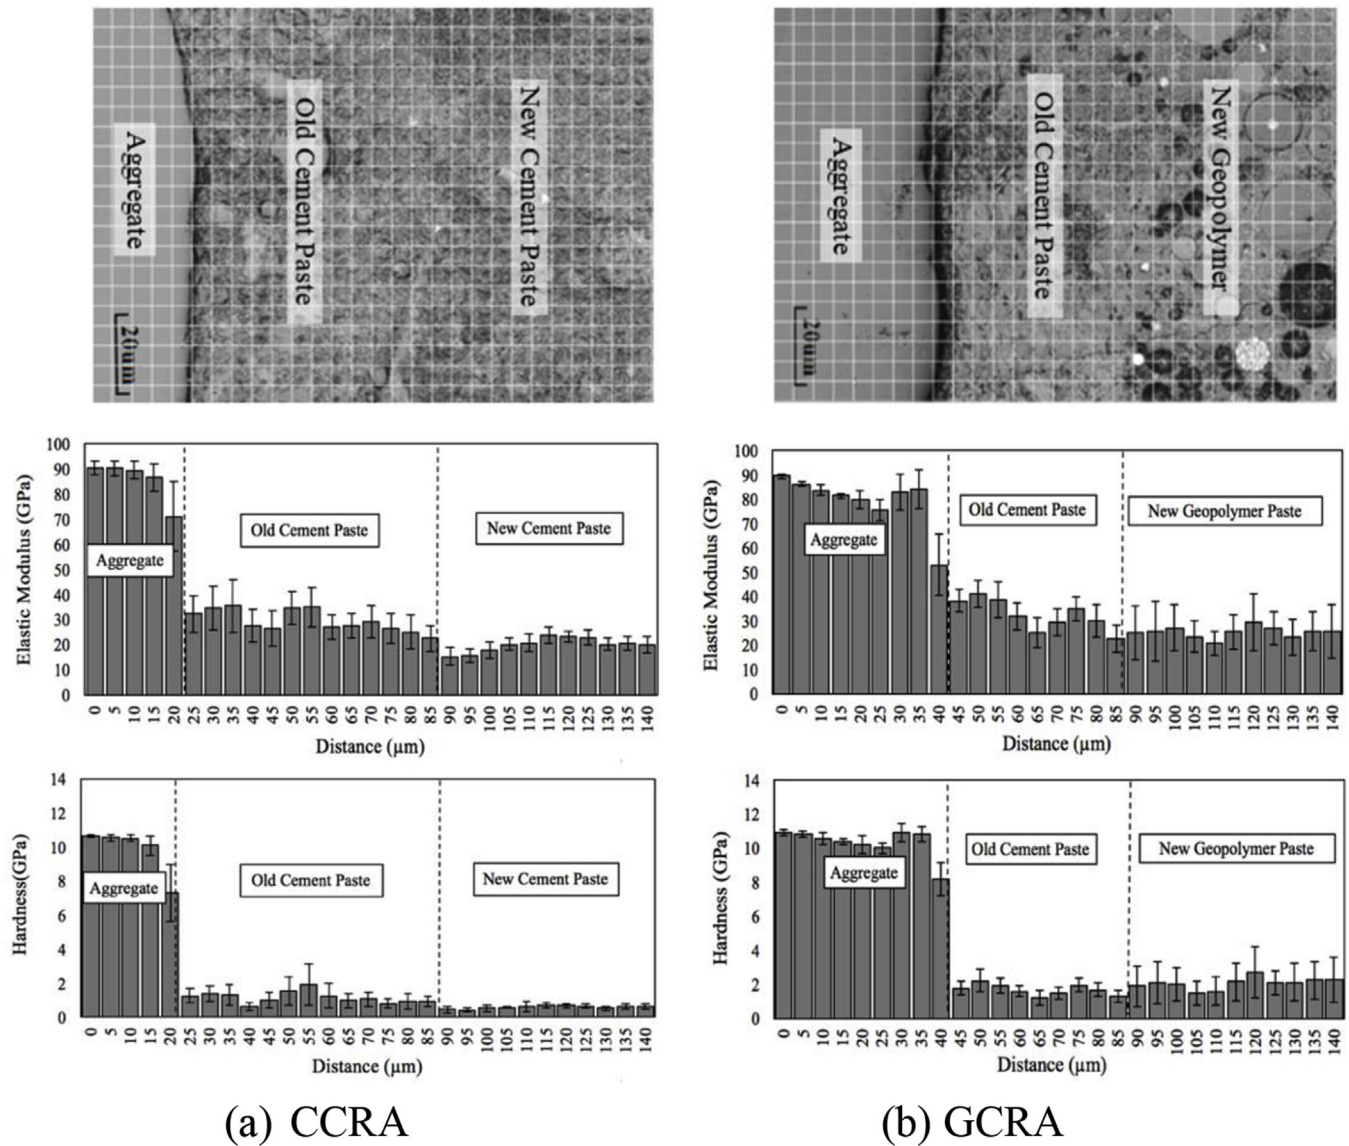 Aggregate
Old Cement Paste
New Cement Paste
20um
Aggregate
Old Cement Paste
New Geopolymer
20um
Elastic Modulus (GPa)
100
90
80
70
60
50
40
30
20
10
0
Aggregate
Old Cement Paste
New Cement Paste
0 5 10 15 20 25 30 35 40 45 50 55 60 65 70 75 80 85 90 95 100 105 110 115 120 125 130 135 140
Distance (µm)
Elastic Modulus (GPa)
100
90
80
70
60
50
40
30
20
10
0
Aggregate
Old Cement Paste
New Geopolymer Paste
0 5 10 15 20 25 30 35 40 45 50 55 60 65 70 75 80 85 90 95 100 105 110 115 120 125 130 135 140
Distance (µm)
Hardness(GPa)
14
12
10
8
6
4
2
0
Aggregate
Old Cement Paste
New Cement Paste
0 5 10 15 20 25 30 35 40 45 50 55 60 65 70 75 80 85 90 95 100 105 110 115 120 125 130 135 140
Distance (µm)
Hardness (GPa)
14
12
10
8
6
4
2
0
Aggregate
Old Cement Paste
New Geopolymer Paste
0 5 10 15 20 25 30 35 40 45 50 55 60 65 70 75 80 85 90 95 100 105 110 115 120 125 130 135 140
Distance (µm)
(a) CCRA
(b) GCRA